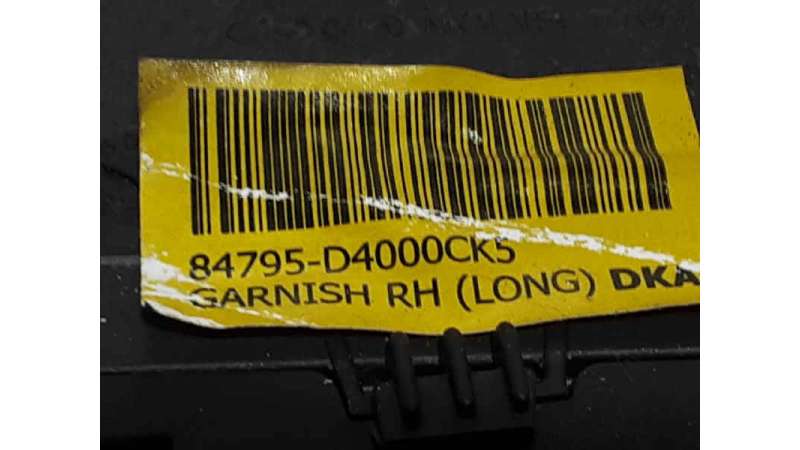 84795-D4000CK5
GARNISH RH (LONG) DKA